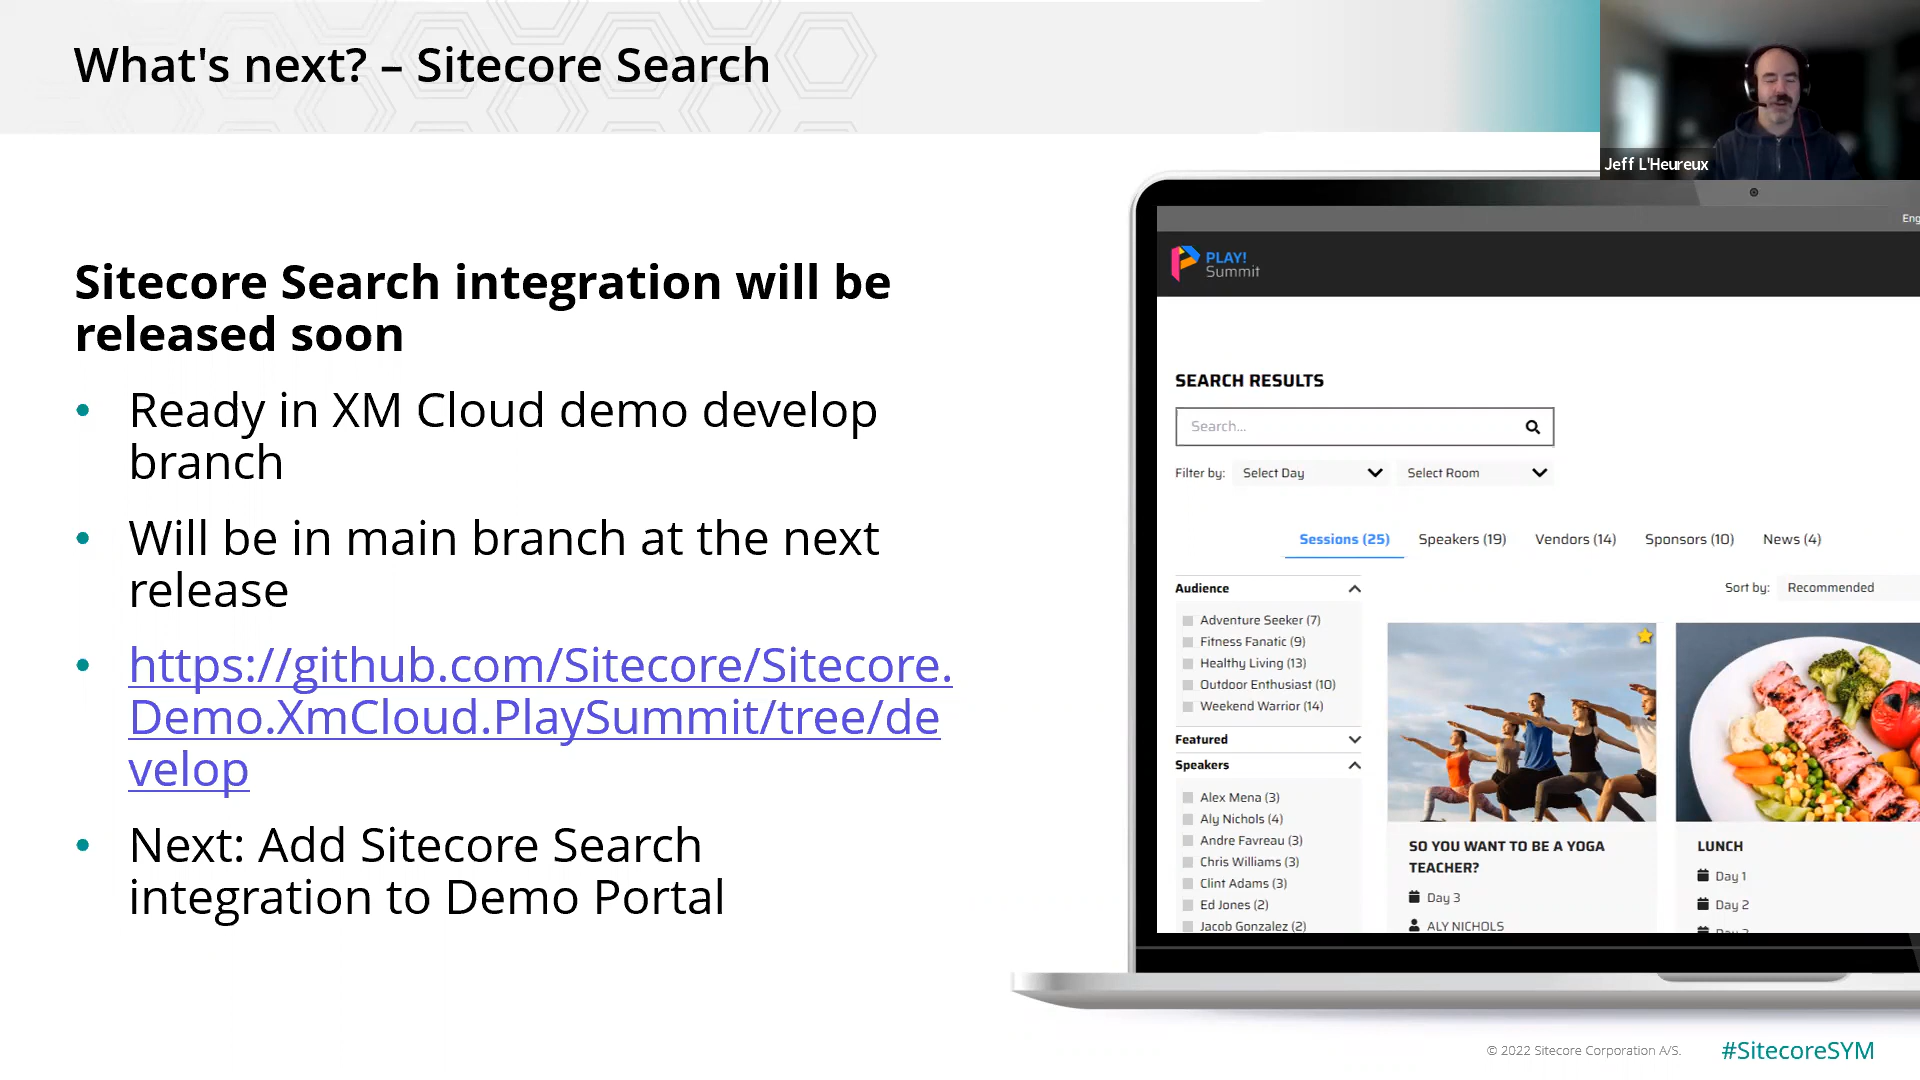 What's next? – Sitecore Search
Jeff L'Heureux
Sitecore Search integration will be
released soon
• Ready in XM Cloud demo develop
branch
• Will be in main branch at the next
release
• https://github.com/Sitecore/Sitecore.
Demo.XmCloud.PlaySummit/tree/de
velop
• Next: Add Sitecore Search
integration to Demo Portal
Eng
PLAY!
Summit
SEARCH RESULTS
Search...
Filter by: Select Day Select Room
Sessions (25) Speakers (19) Vendors (14) Sponsors (10) News (4)
Sort by: Recommended
Audience
Adventure Seeker (7)
Fitness Fanatic (9)
Healthy Living (13)
Outdoor Enthusiast (10)
Weekend Warrior (14)
Featured
Speakers
Alex Mena (3)
Aly Nichols (4)
Andre Favreau (3)
Chris Williams (3)
Clint Adams (3)
Ed Jones (2)
Jacob Gonzalez (2)
SO YOU WANT TO BE A YOGA
TEACHER?
Day 3
ALY NICHOLS
LUNCH
Day 1
Day 2
© 2022 Sitecore Corporation A/S.
#SitecoreSYM